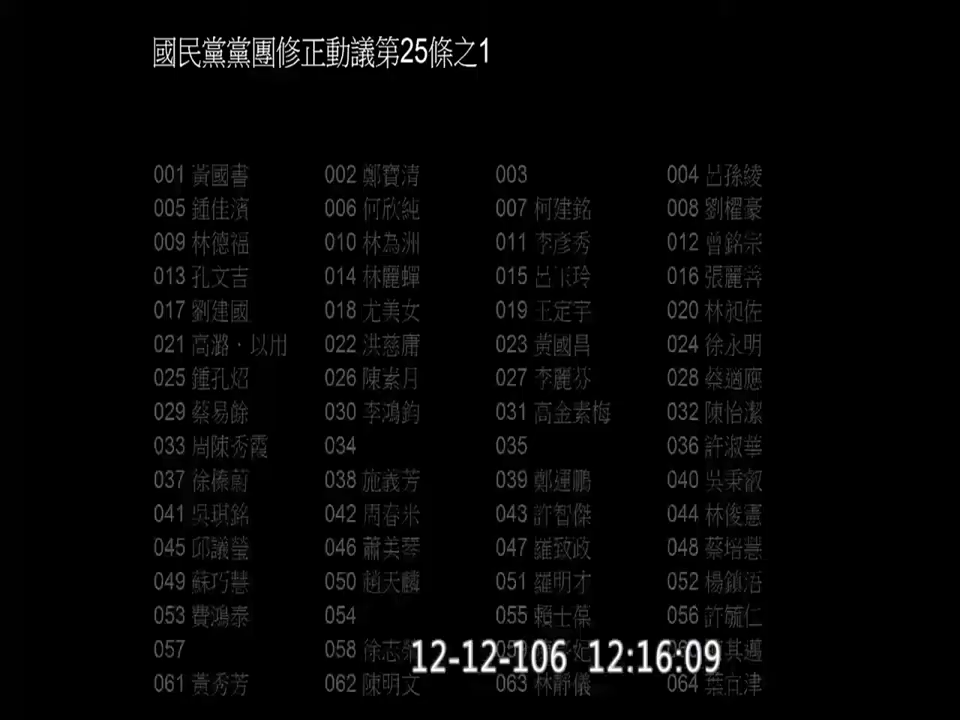 國民黨黨團修正動議第25條之1
001 黃國書 002 鄭寶清 003 004 呂孫綾
005 鍾佳濱 006 何欣純 007 柯建銘 008 劉櫂豪
009 林德福 010 林為洲 011 李彥秀 012 曾銘宗
013 孔文吉 014 林麗蟬 015 呂玉玲 016 張麗善
017 劉建國 018 尤美女 019 王定宇 020 林昶佐
021 高潞．以用 022 洪慈庸 023 黃國昌 024 徐永明
025 鍾孔炤 026 陳素月 027 李麗芬 028 蔡適應
029 蔡易餘 030 李鴻鈞 031 高金素梅 032 陳怡潔
033 周陳秀霞 034 035 036 許淑華
037 徐榛蔚 038 施義芳 039 鄭運鵬 040 吳秉叡
041 吳琪銘 042 周春米 043 許智傑 044 林俊憲
045 邱議瑩 046 蕭美琴 047 羅致政 048 蔡培慧
049 蘇巧慧 050 趙天麟 051 羅明才 052 楊鎮浯
053 費鴻泰 054 055 賴士葆 056 許毓仁
057 058 徐志榮 其邁
12-12-106 12:16:09
061 黃秀芳 062 陳明文 063 林靜儀 064 葉宜津